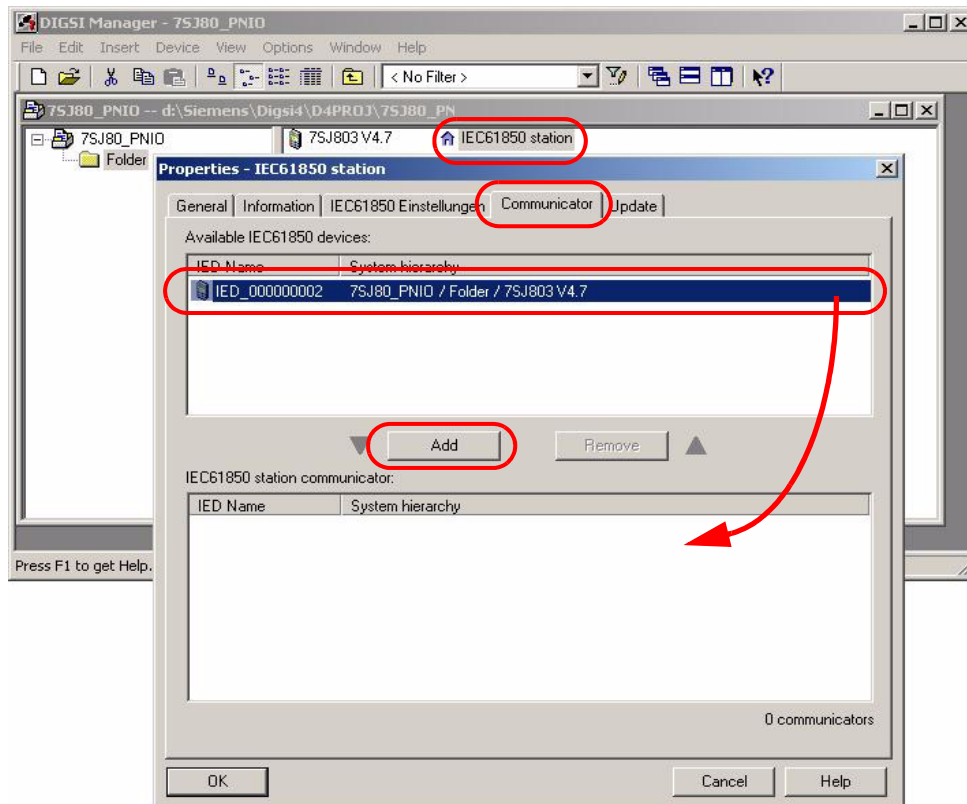 DIGSI Manager - 7SJ80_PNIO
File Edit Insert Device View Options Window Help
< No Filter >
7SJ80_PNIO -- d:\Siemens\Digsi4\D4PROJ\7SJ80_PN
7SJ80_PNIO
Folder
7SJ803 V4.7
IEC61850 station
Properties - IEC61850 station
General Information IEC61850 Einstellungen Communicator Update
Available IEC61850 devices:
IED Name System hierarchy
IED_000000002 7SJ80_PNIO / Folder / 7SJ803 V4.7
Add Remove
IEC61850 station communicator:
IED Name System hierarchy
Press F1 to get Help.
0 communicators
OK Cancel Help